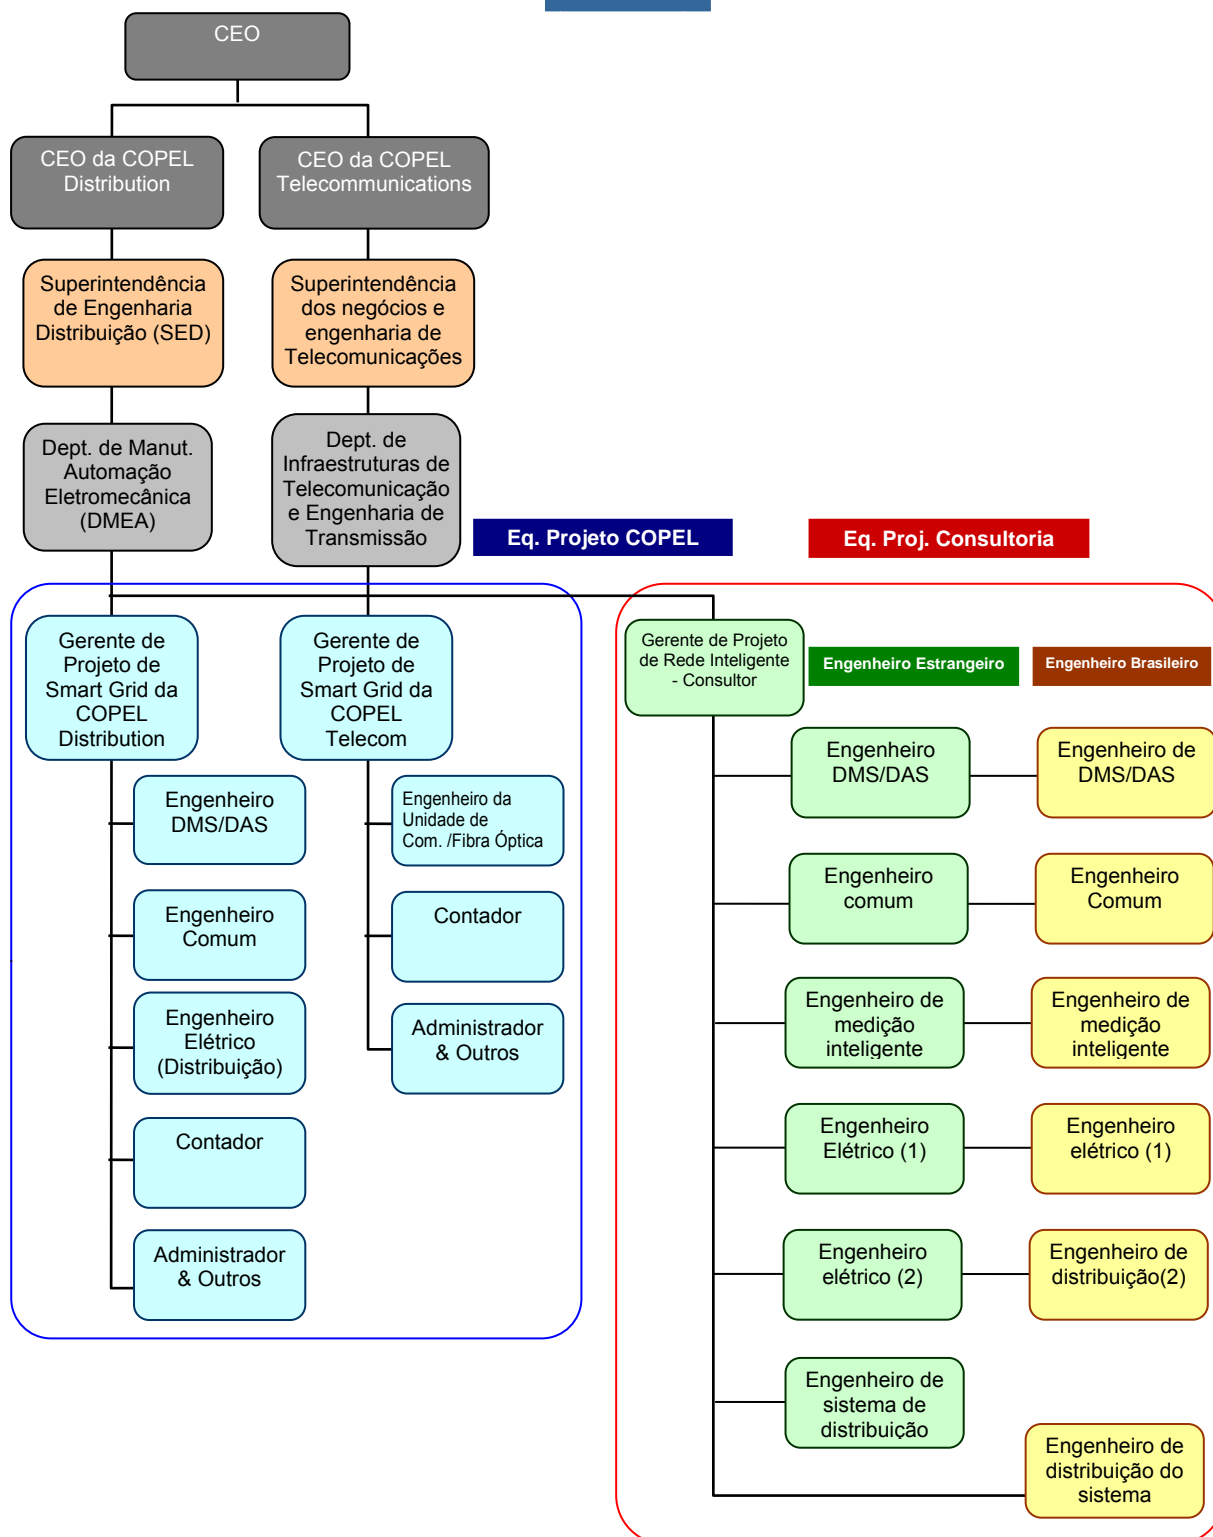 CEO
CEO da COPEL
Distribution
CEO da COPEL
Telecommunications
Superintendência
de Engenharia
Distribuição (SED)
Superintendência
dos negócios e
engenharia de
Telecomunicações
Dept. de Manut.
Automação
Eletromecânica
(DMEA)
Dept. de
Infraestruturas de
Telecomunicação
e Engenharia de
Transmissão
Eq. Projeto COPEL
Eq. Proj. Consultoria
Gerente de
Projeto de
Smart Grid da
COPEL
Distribution
Gerente de
Projeto de
Smart Grid da
COPEL
Telecom
Gerente de Projeto
de Rede Inteligente
- Consultor
Engenheiro Estrangeiro
Engenheiro Brasileiro
Engenheiro
DMS/DAS
Engenheiro
Comum
Engenheiro
Elétrico
(Distribuição)
Contador
Administrador
& Outros
Engenheiro da
Unidade de
Com. /Fibra Óptica
Contador
Administrador
& Outros
Engenheiro
DMS/DAS
Engenheiro de
DMS/DAS
Engenheiro
comum
Engenheiro
Comum
Engenheiro de
medição
inteligente
Engenheiro de
medição
inteligente
Engenheiro
Elétrico (1)
Engenheiro
elétrico (1)
Engenheiro
elétrico (2)
Engenheiro de
distribuição(2)
Engenheiro de
sistema de
distribuição
Engenheiro de
distribuição do
sistema